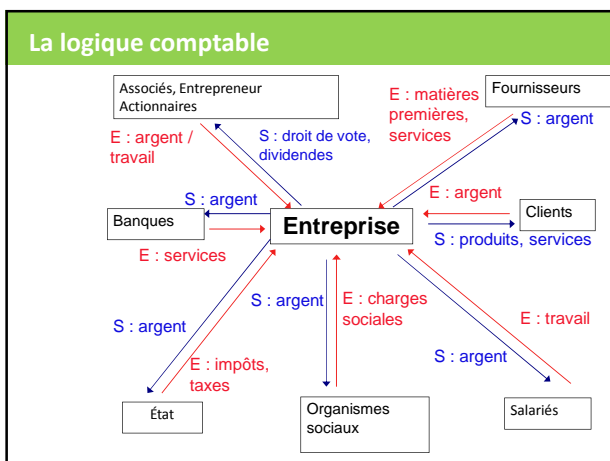 La logique comptable
Associés, Entrepreneur
Actionnaires
Fournisseurs
E : matières
premières,
services
S : argent
E : argent /
travail
S : droit de vote,
dividendes
S : argent
E : argent
Banques
Entreprise
Clients
E : services
S : produits, services
S : argent
S : argent
E : charges
sociales
E : travail
E : impôts,
taxes
S : argent
État
Organismes
sociaux
Salariés